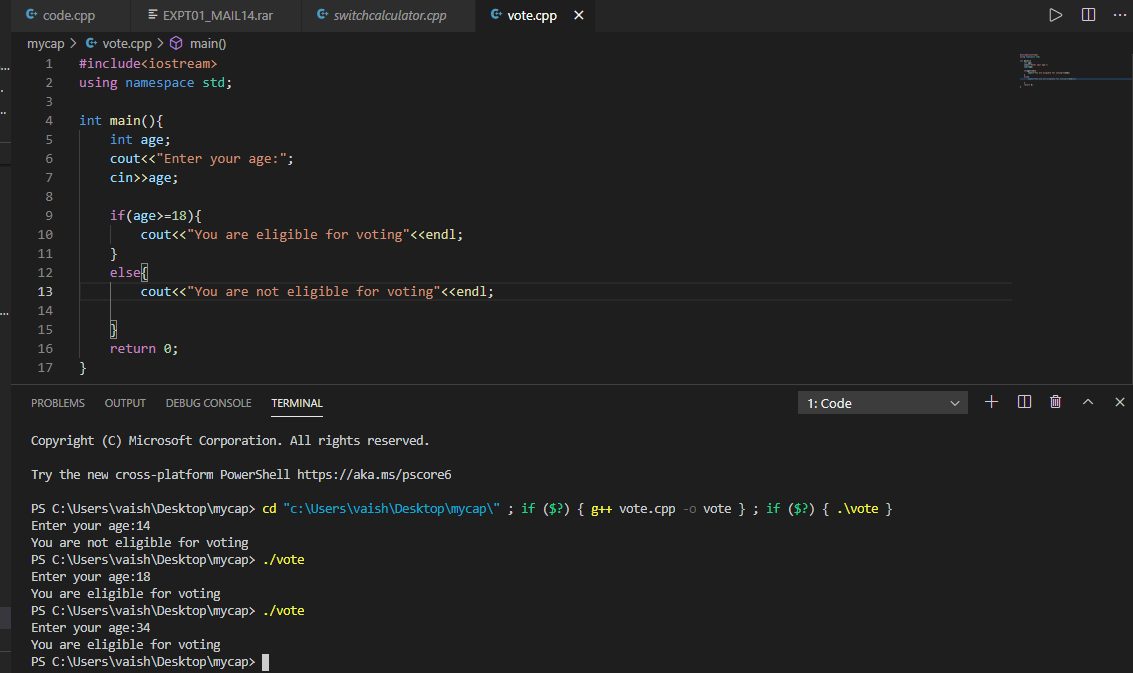 code.cpp EXPT01_MAIL14.rar switchcalculator.cpp vote.cpp
mycap > vote.cpp > main()
1 #include<iostream>
2 using namespace std;
3
4 int main(){
5 int age;
6 cout<<"Enter your age:";
7 cin>>age;
8
9 if(age>=18){
10 cout<<"You are eligible for voting"<<endl;
11 }
12 else{
13 cout<<"You are not eligible for voting"<<endl;
14
15 }
16 return 0;
17 }
PROBLEMS OUTPUT DEBUG CONSOLE TERMINAL 1: Code
Copyright (C) Microsoft Corporation. All rights reserved.
Try the new cross-platform PowerShell https://aka.ms/pscore6
PS C:\Users\vaish\Desktop\mycap> cd "c:\Users\vaish\Desktop\mycap\" ; if ($?) { g++ vote.cpp -o vote } ; if ($?) { .\vote }
Enter your age:14
You are not eligible for voting
PS C:\Users\vaish\Desktop\mycap> ./vote
Enter your age:18
You are eligible for voting
PS C:\Users\vaish\Desktop\mycap> ./vote
Enter your age:34
You are eligible for voting
PS C:\Users\vaish\Desktop\mycap>